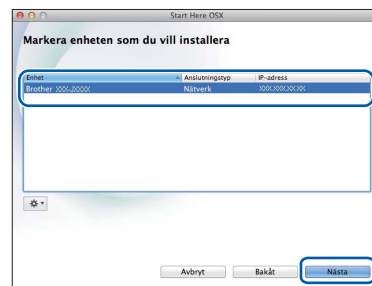 Start Here OSX
Markera enheten som du vill installera
Enhet Anslutningstyp IP-adress
Brother XXX-XXXXX Nätverk XXX.XXX.XX.XX
Avbryt Bakåt Nästa